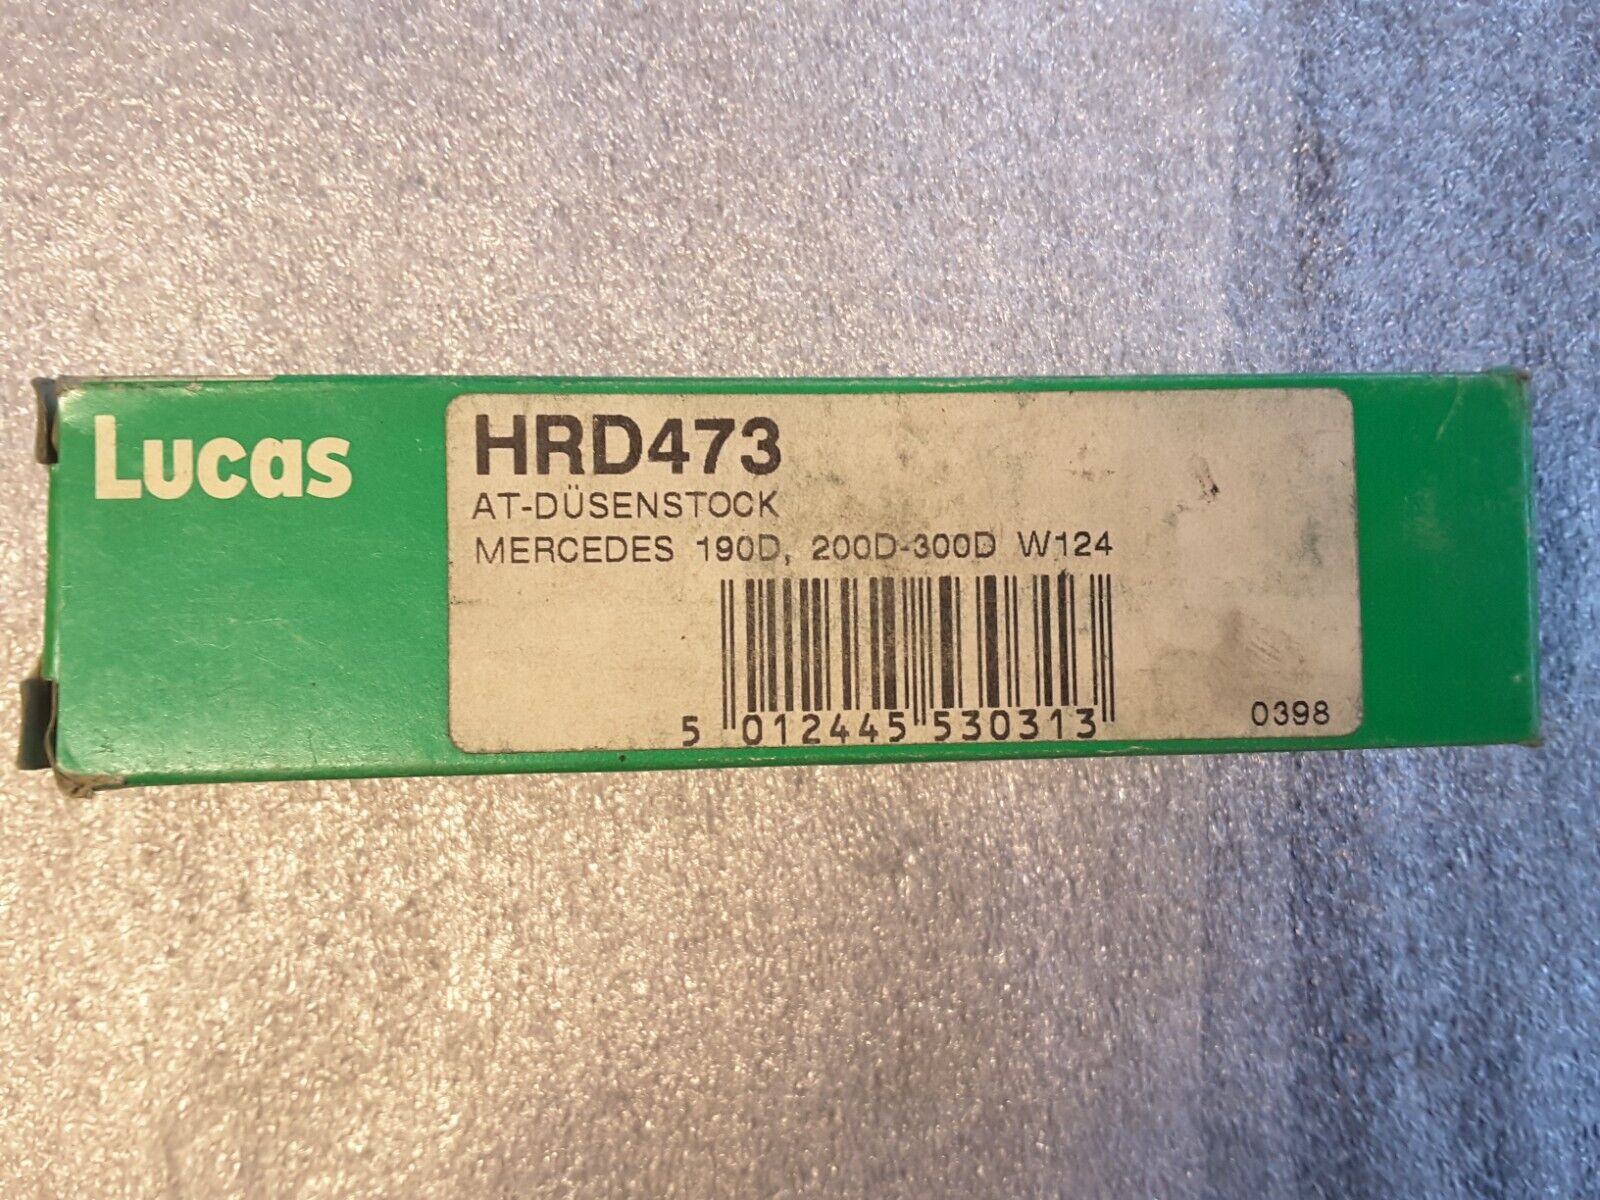 Lucas
HRD473
AT-DÜSENSTOCK
MERCEDES 190D, 200D-300D W124
5 012445 530313
0398